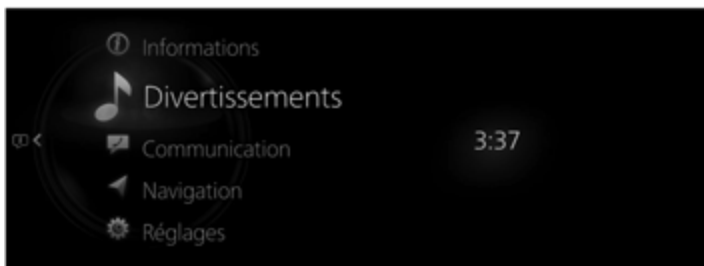 Informations
Divertissements
Communication
3:37
Navigation
Réglages